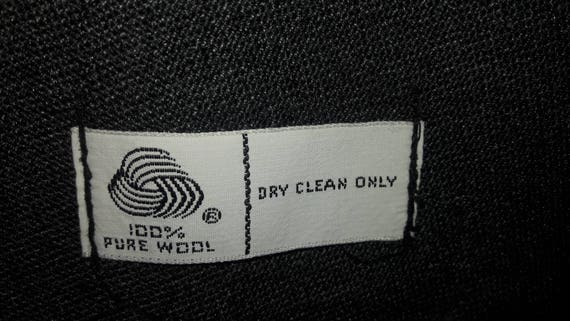 ®
100%
PURE WOOL
DRY CLEAN ONLY